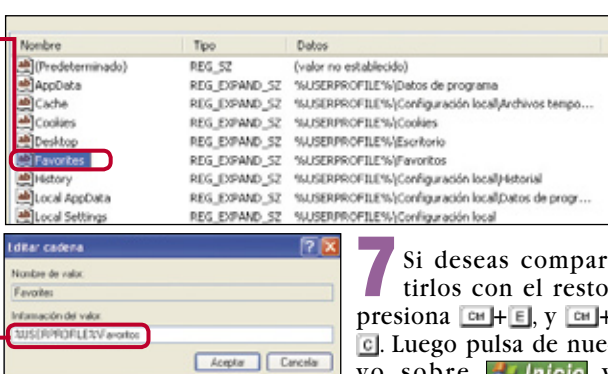 Nombre Tipo Datos
(Predeterminado) REG_SZ (valor no establecido)
AppData REG_EXPAND_SZ %USERPROFILE%\Datos de programa
Cache REG_EXPAND_SZ %USERPROFILE%\Configuración local\Archivos tempo...
Cookies REG_EXPAND_SZ %USERPROFILE%\Cookies
Desktop REG_EXPAND_SZ %USERPROFILE%\Escritorio
Favorites REG_EXPAND_SZ %USERPROFILE%\Favoritos
History REG_EXPAND_SZ %USERPROFILE%\Configuración local\Historial
Local AppData REG_EXPAND_SZ %USERPROFILE%\Configuración local\Datos de progr...
Local Settings REG_EXPAND_SZ %USERPROFILE%\Configuración local
Editar cadena
Nombre de valor:
Favorites
Información del valor:
%USERPROFILE%\Favoritos
Aceptar Cancelar
7 Si deseas compar
tirlos con el resto
presiona Ctrl + E, y Ctrl +
C. Luego pulsa de nue
vo sobre Inicio y